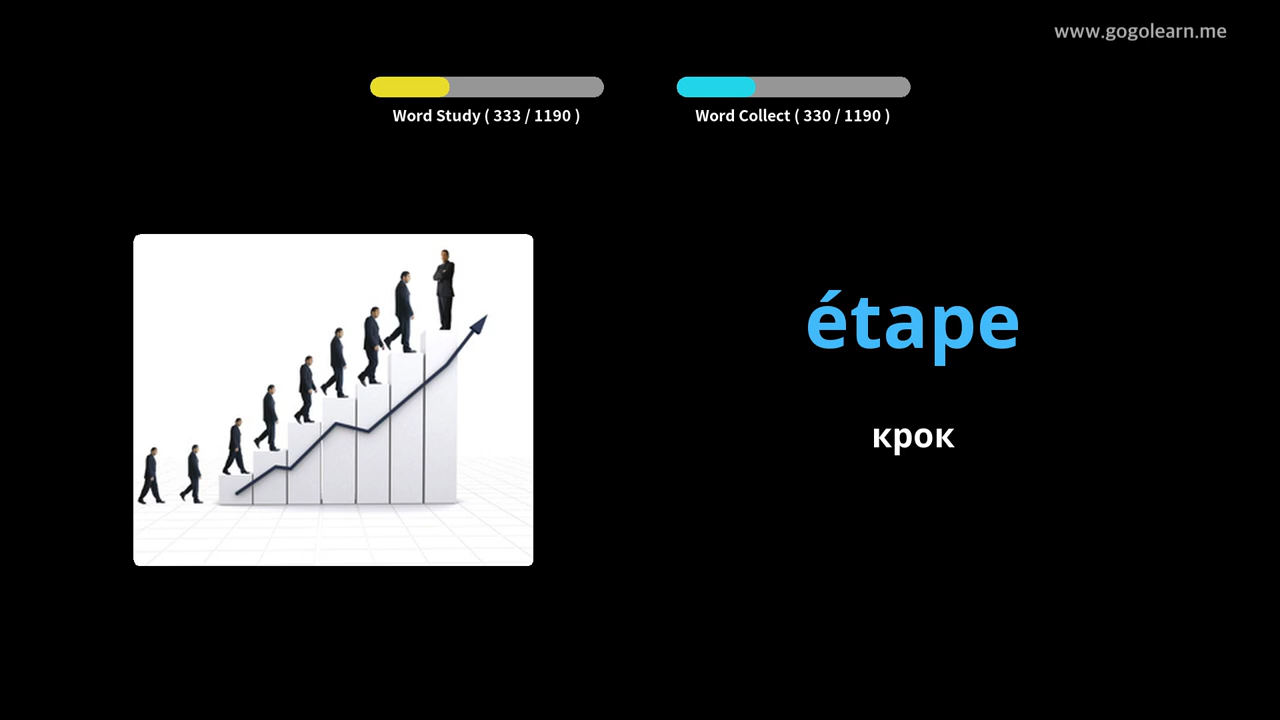 www.gogolearn.me
Word Study ( 333 / 1190 )
Word Collect ( 330 / 1190 )
étape
крок